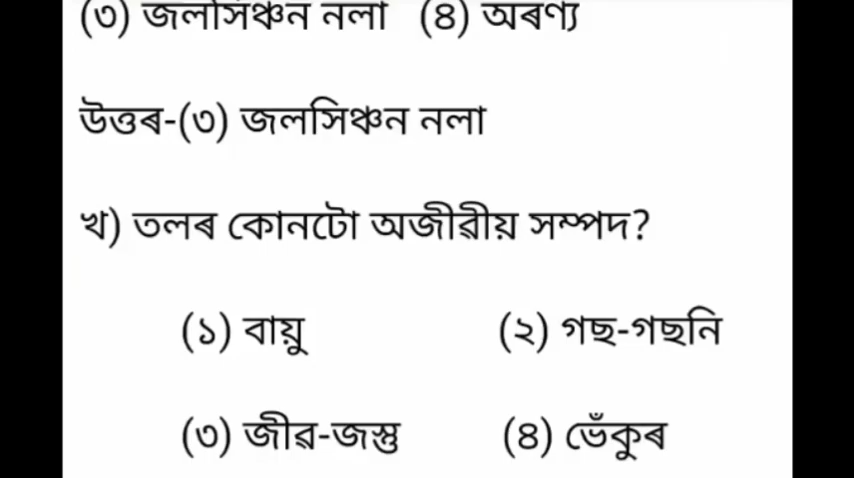 (৩) জলসিঞ্চন নলা (৪) অৰণ্য
উত্তৰ-(৩) জলসিঞ্চন নলা
খ) তলৰ কোনটো অজীৱীয় সম্পদ?
(১) বায়ু (২) গছ-গছনি
(৩) জীৱ-জস্তু (৪) ভেঁকুৰ